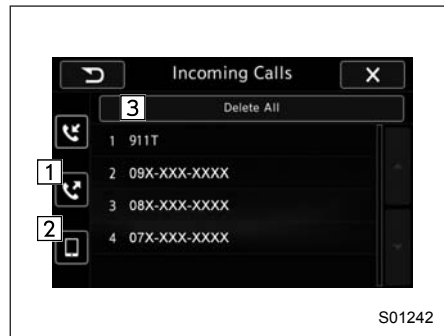 Incoming Calls X
3 Delete All
1 911T
1
2 09X-XXX-XXXX
3 08X-XXX-XXXX
2
4 07X-XXX-XXXX
S01242